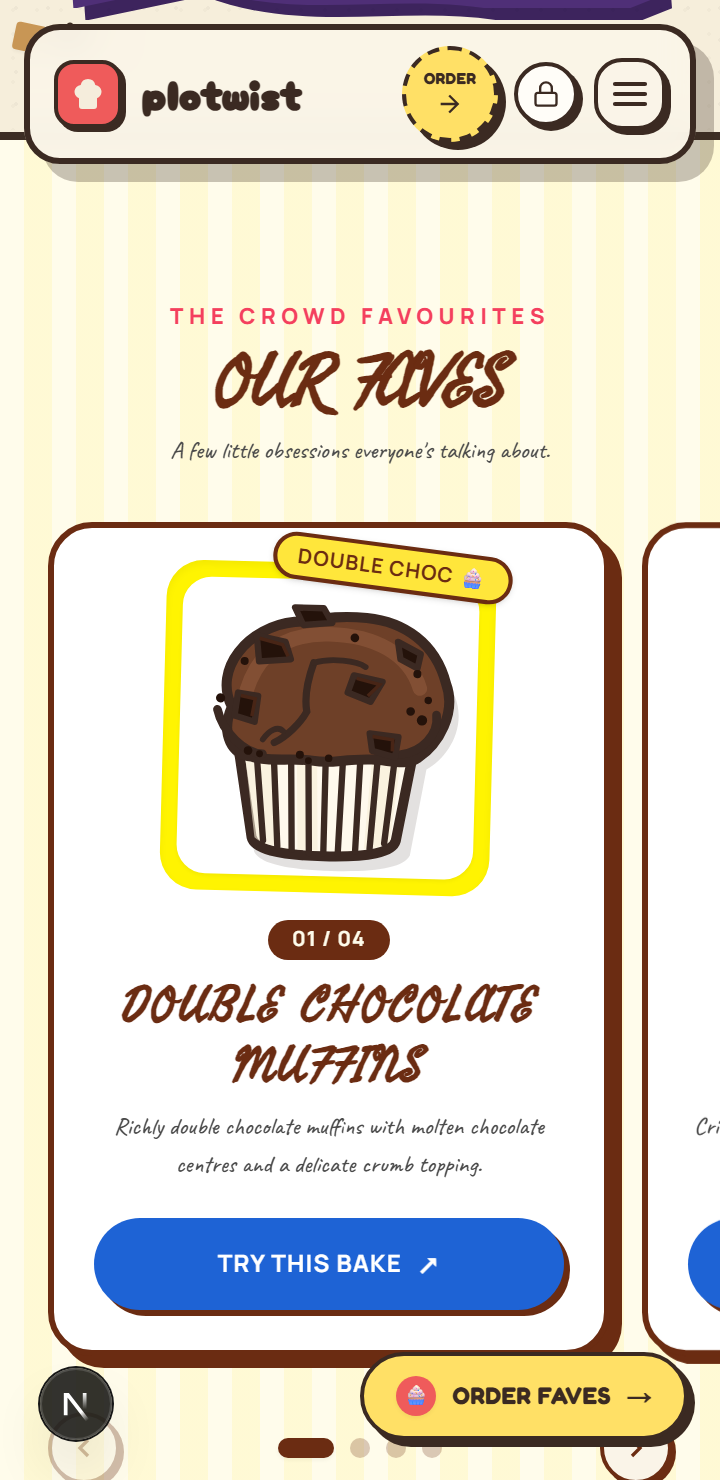 ORDER
→
plotwist
THE CROWD FAVOURITES
OUR FAVES
A few little obsessions everyone's talking about.
DOUBLE CHOC 🧁
01 / 04
DOUBLE CHOCOLATE
MUFFINS
Richly double chocolate muffins with molten chocolate
centres and a delicate crumb topping.
Cri
TRY THIS BAKE ↗
N
🧁 ORDER FAVES →